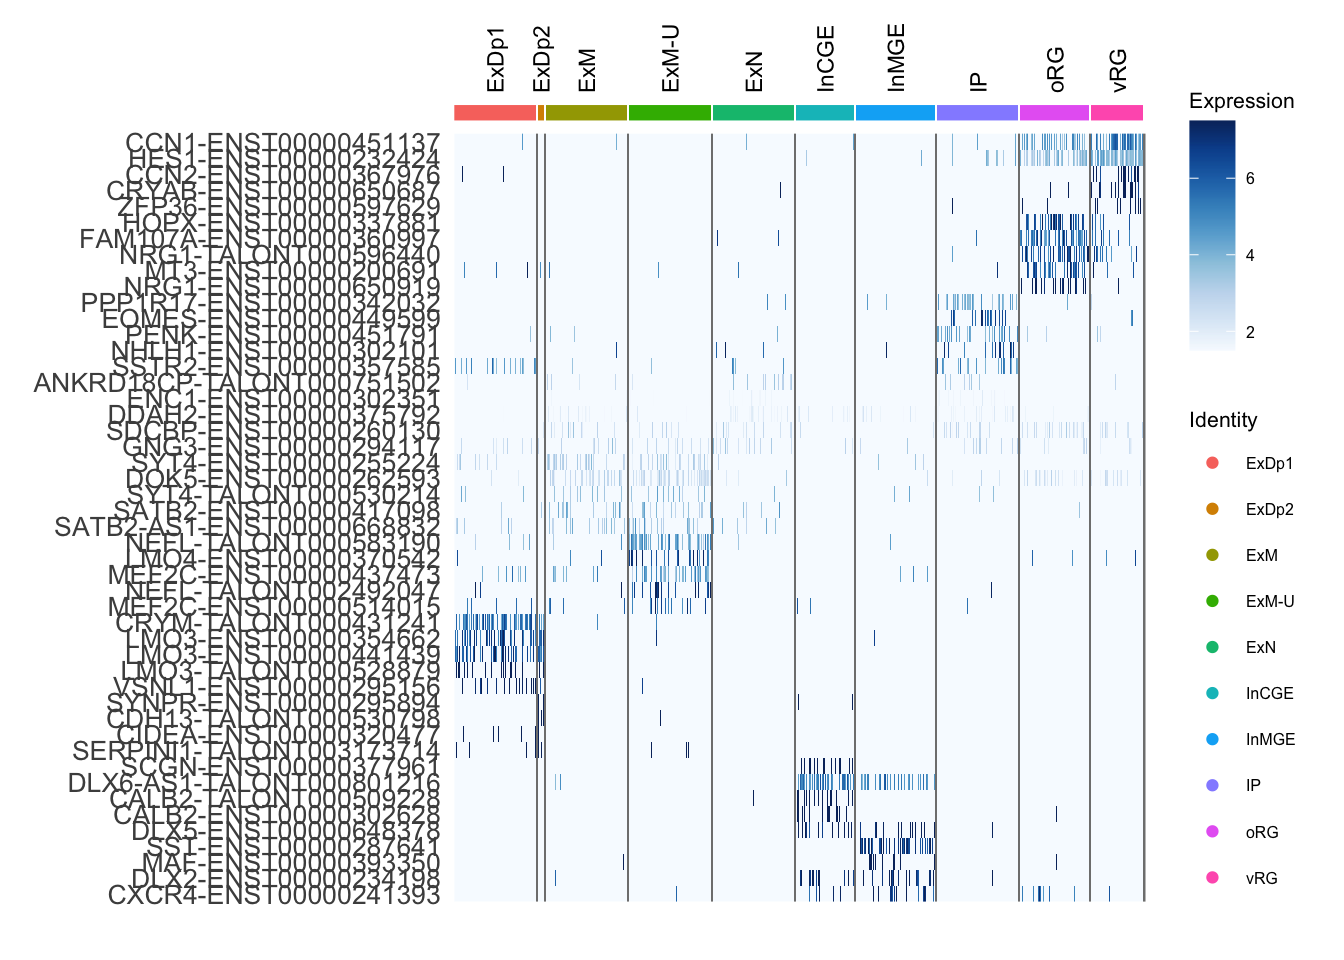 ExDp1
ExDp2
ExM
ExM-U
ExN
InCGE
InMGE
IP
oRG
vRG
CCN1-ENST00000451137
HES1-ENST00000232424
CCN2-ENST00000367976
CRYAB-ENST00000650687
ZFP36-ENST00000597629
HOPX-ENST00000337881
FAM107A-ENST00000360997
NRG1-TALONT000596440
MT3-ENST00000200691
NRG1-ENST00000650919
PPP1R17-ENST00000342032
EOMES-ENST00000449599
PENK-ENST00000451791
NHLH1-ENST00000302101
SSTR2-ENST00000357585
ANKRD18CP-TALONT000751502
ENC1-ENST00000302351
DDAH2-ENST00000375792
SDCBP-ENST00000260130
GNG3-ENST00000294117
SYT4-ENST00000255224
DOK5-ENST00000262593
SYT4-TALONT000530214
SATB2-ENST00000417098
SATB2-AS1-ENST00000668832
NEFL-TALONT000583190
LMO4-ENST00000370542
MEF2C-ENST00000437473
NEFL-TALONT002492047
MEF2C-ENST00000514015
CRYM-TALONT000431241
LMO3-ENST00000354662
LMO3-ENST00000441439
LMO3-TALONT000528879
VSNL1-ENST00000295156
SYNPR-ENST00000295894
CDH13-TALONT000530798
CIDEA-ENST00000320477
SERPINI1-TALONT003173714
SCGN-ENST00000377961
DLX6-AS1-TALONT000801216
CALB2-TALONT000509228
CALB2-ENST00000302628
DLX5-ENST00000648378
SST-ENST00000287641
MAF-ENST00000393350
DLX2-ENST00000234198
CXCR4-ENST00000241393
Expression
6
4
2
Identity
ExDp1
ExDp2
ExM
ExM-U
ExN
InCGE
InMGE
IP
oRG
vRG